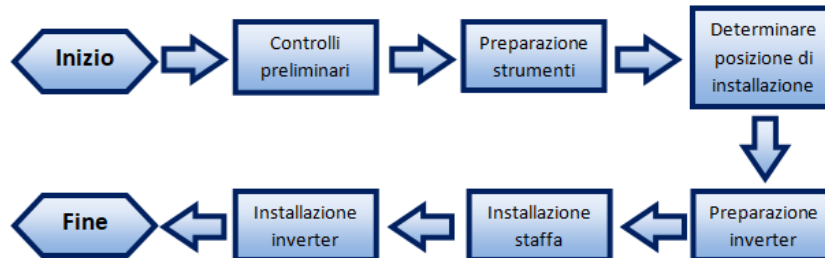 Inizio
Controlli
preliminari
Preparazione
strumenti
Determinare
posizione di
installazione
Preparazione
inverter
Installazione
staffa
Installazione
inverter
Fine